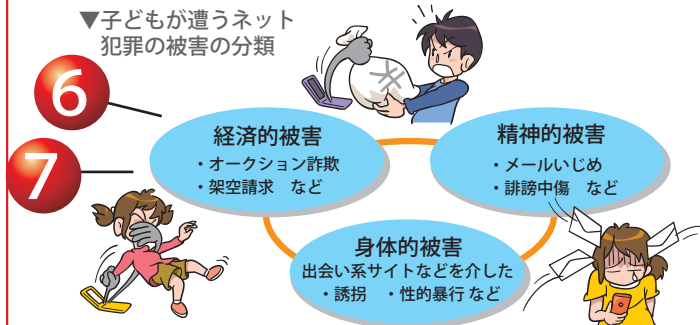 ▼子どもが遭うネット
犯罪の被害の分類
6
7
経済的被害
・オークション詐欺
・架空請求 など
精神的被害
・メールいじめ
・誹謗中傷 など
身体的被害
出会い系サイトなどを介した
・誘拐 ・性的暴行 など